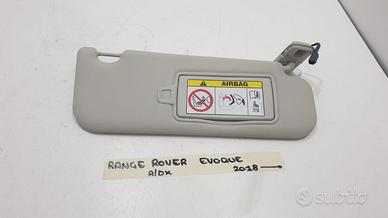 AIRBAG
RANGE ROVER EVOQUE
A/DX 2018
subito